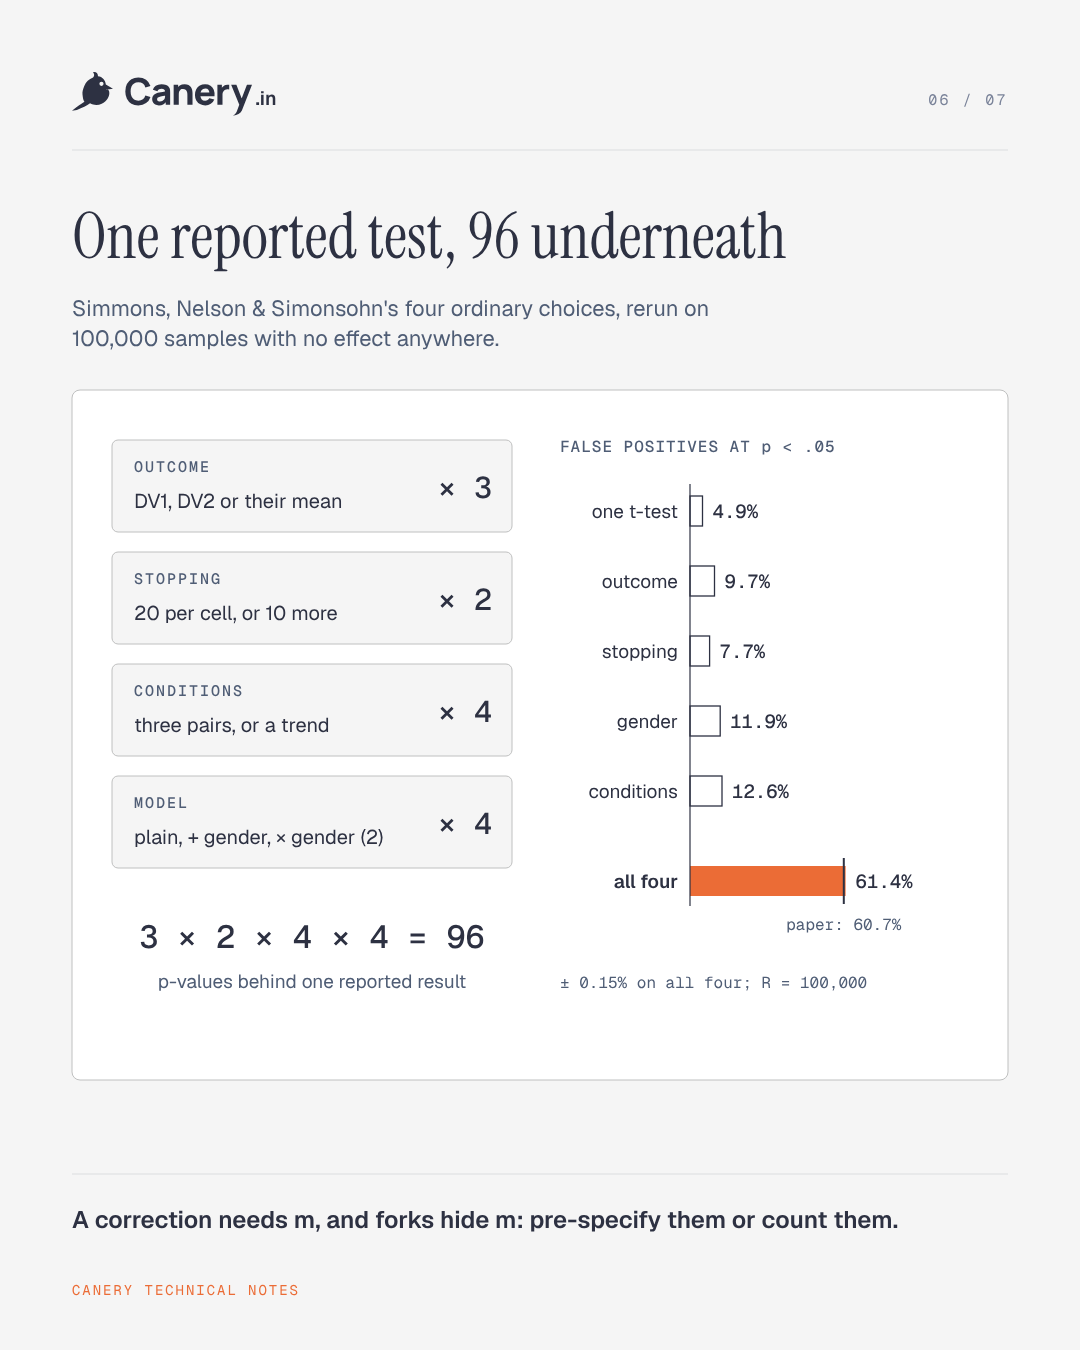 Canery.in
06 / 07
One reported test, 96 underneath
Simmons, Nelson & Simonsohn's four ordinary choices, rerun on
100,000 samples with no effect anywhere.
OUTCOME
DV1, DV2 or their mean
× 3
STOPPING
20 per cell, or 10 more
× 2
CONDITIONS
three pairs, or a trend
× 4
MODEL
plain, + gender, × gender (2)
× 4
3 × 2 × 4 × 4 = 96
p-values behind one reported result
FALSE POSITIVES AT p < .05
one t-test 4.9%
outcome 9.7%
stopping 7.7%
gender 11.9%
conditions 12.6%
all four 61.4%
paper: 60.7%
± 0.15% on all four; R = 100,000
A correction needs m, and forks hide m: pre-specify them or count them.
CANERY TECHNICAL NOTES